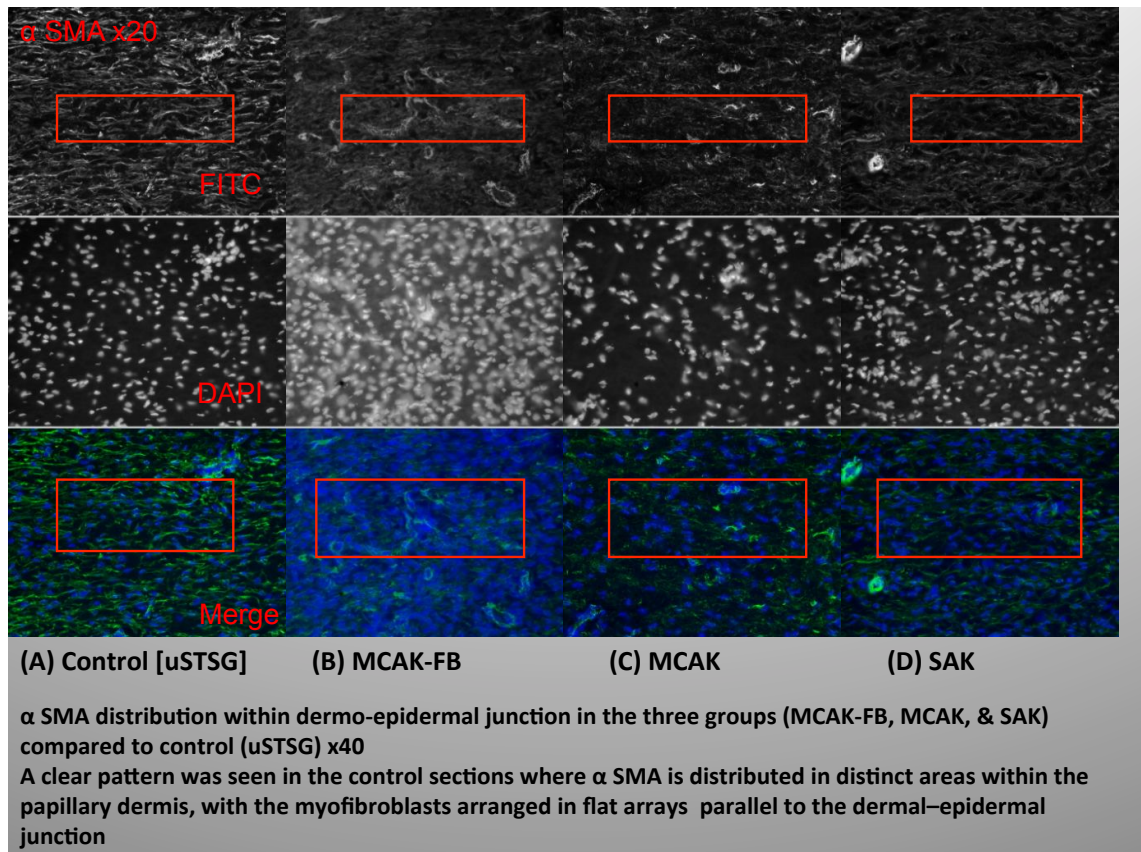 α SMA x20
FITC
DAPI
Merge
(A) Control [uSTSG] (B) MCAK-FB (C) MCAK (D) SAK
α SMA distribution within dermo-epidermal junction in the three groups (MCAK-FB, MCAK, & SAK)
compared to control (uSTSG) x40
A clear pattern was seen in the control sections where α SMA is distributed in distinct areas within the
papillary dermis, with the myofibroblasts arranged in flat arrays parallel to the dermal–epidermal
junction